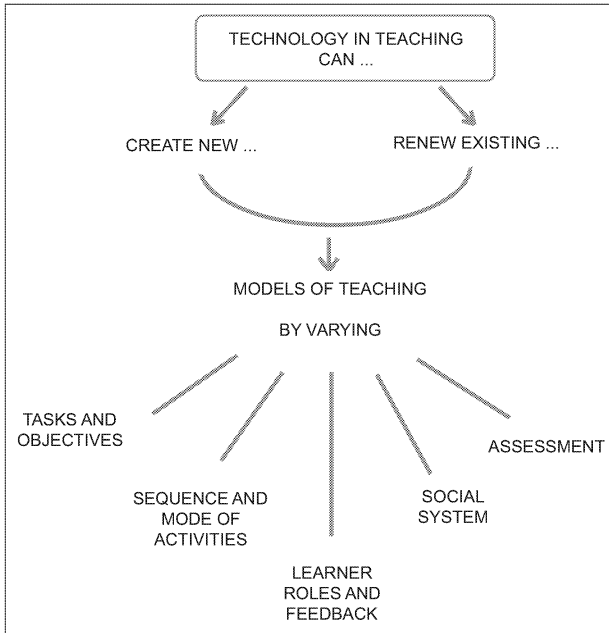 TECHNOLOGY IN TEACHING
CAN ...
CREATE NEW ...
RENEW EXISTING ...
MODELS OF TEACHING
BY VARYING
TASKS AND
OBJECTIVES
SEQUENCE AND
MODE OF
ACTIVITIES
LEARNER
ROLES AND
FEEDBACK
SOCIAL
SYSTEM
ASSESSMENT